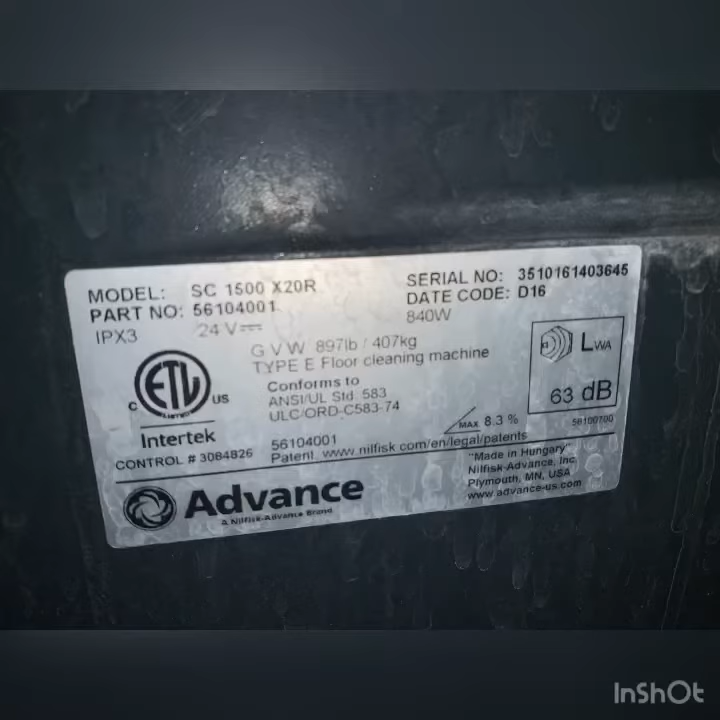 MODEL: SC 1500 X20R
PART NO: 56104001
IPX3 24 V
SERIAL NO: 3510161403645
DATE CODE: D16
840W
G V W 897lb / 407kg
TYPE E Floor cleaning machine
Conforms to
ANSI/UL Std. 583
ULC/ORD-C583-74
C ETL US
LISTED
Intertek
CONTROL # 3084826
LWA
63 dB
MAX 8.3 %
56100700
56104001
Patent. www.nilfisk.com/en/legal/patents
"Made in Hungary"
Nilfisk-Advance, Inc.
Plymouth, MN, USA
www.advance-us.com
Advance
A Nilfisk-Advance Brand
InShOt